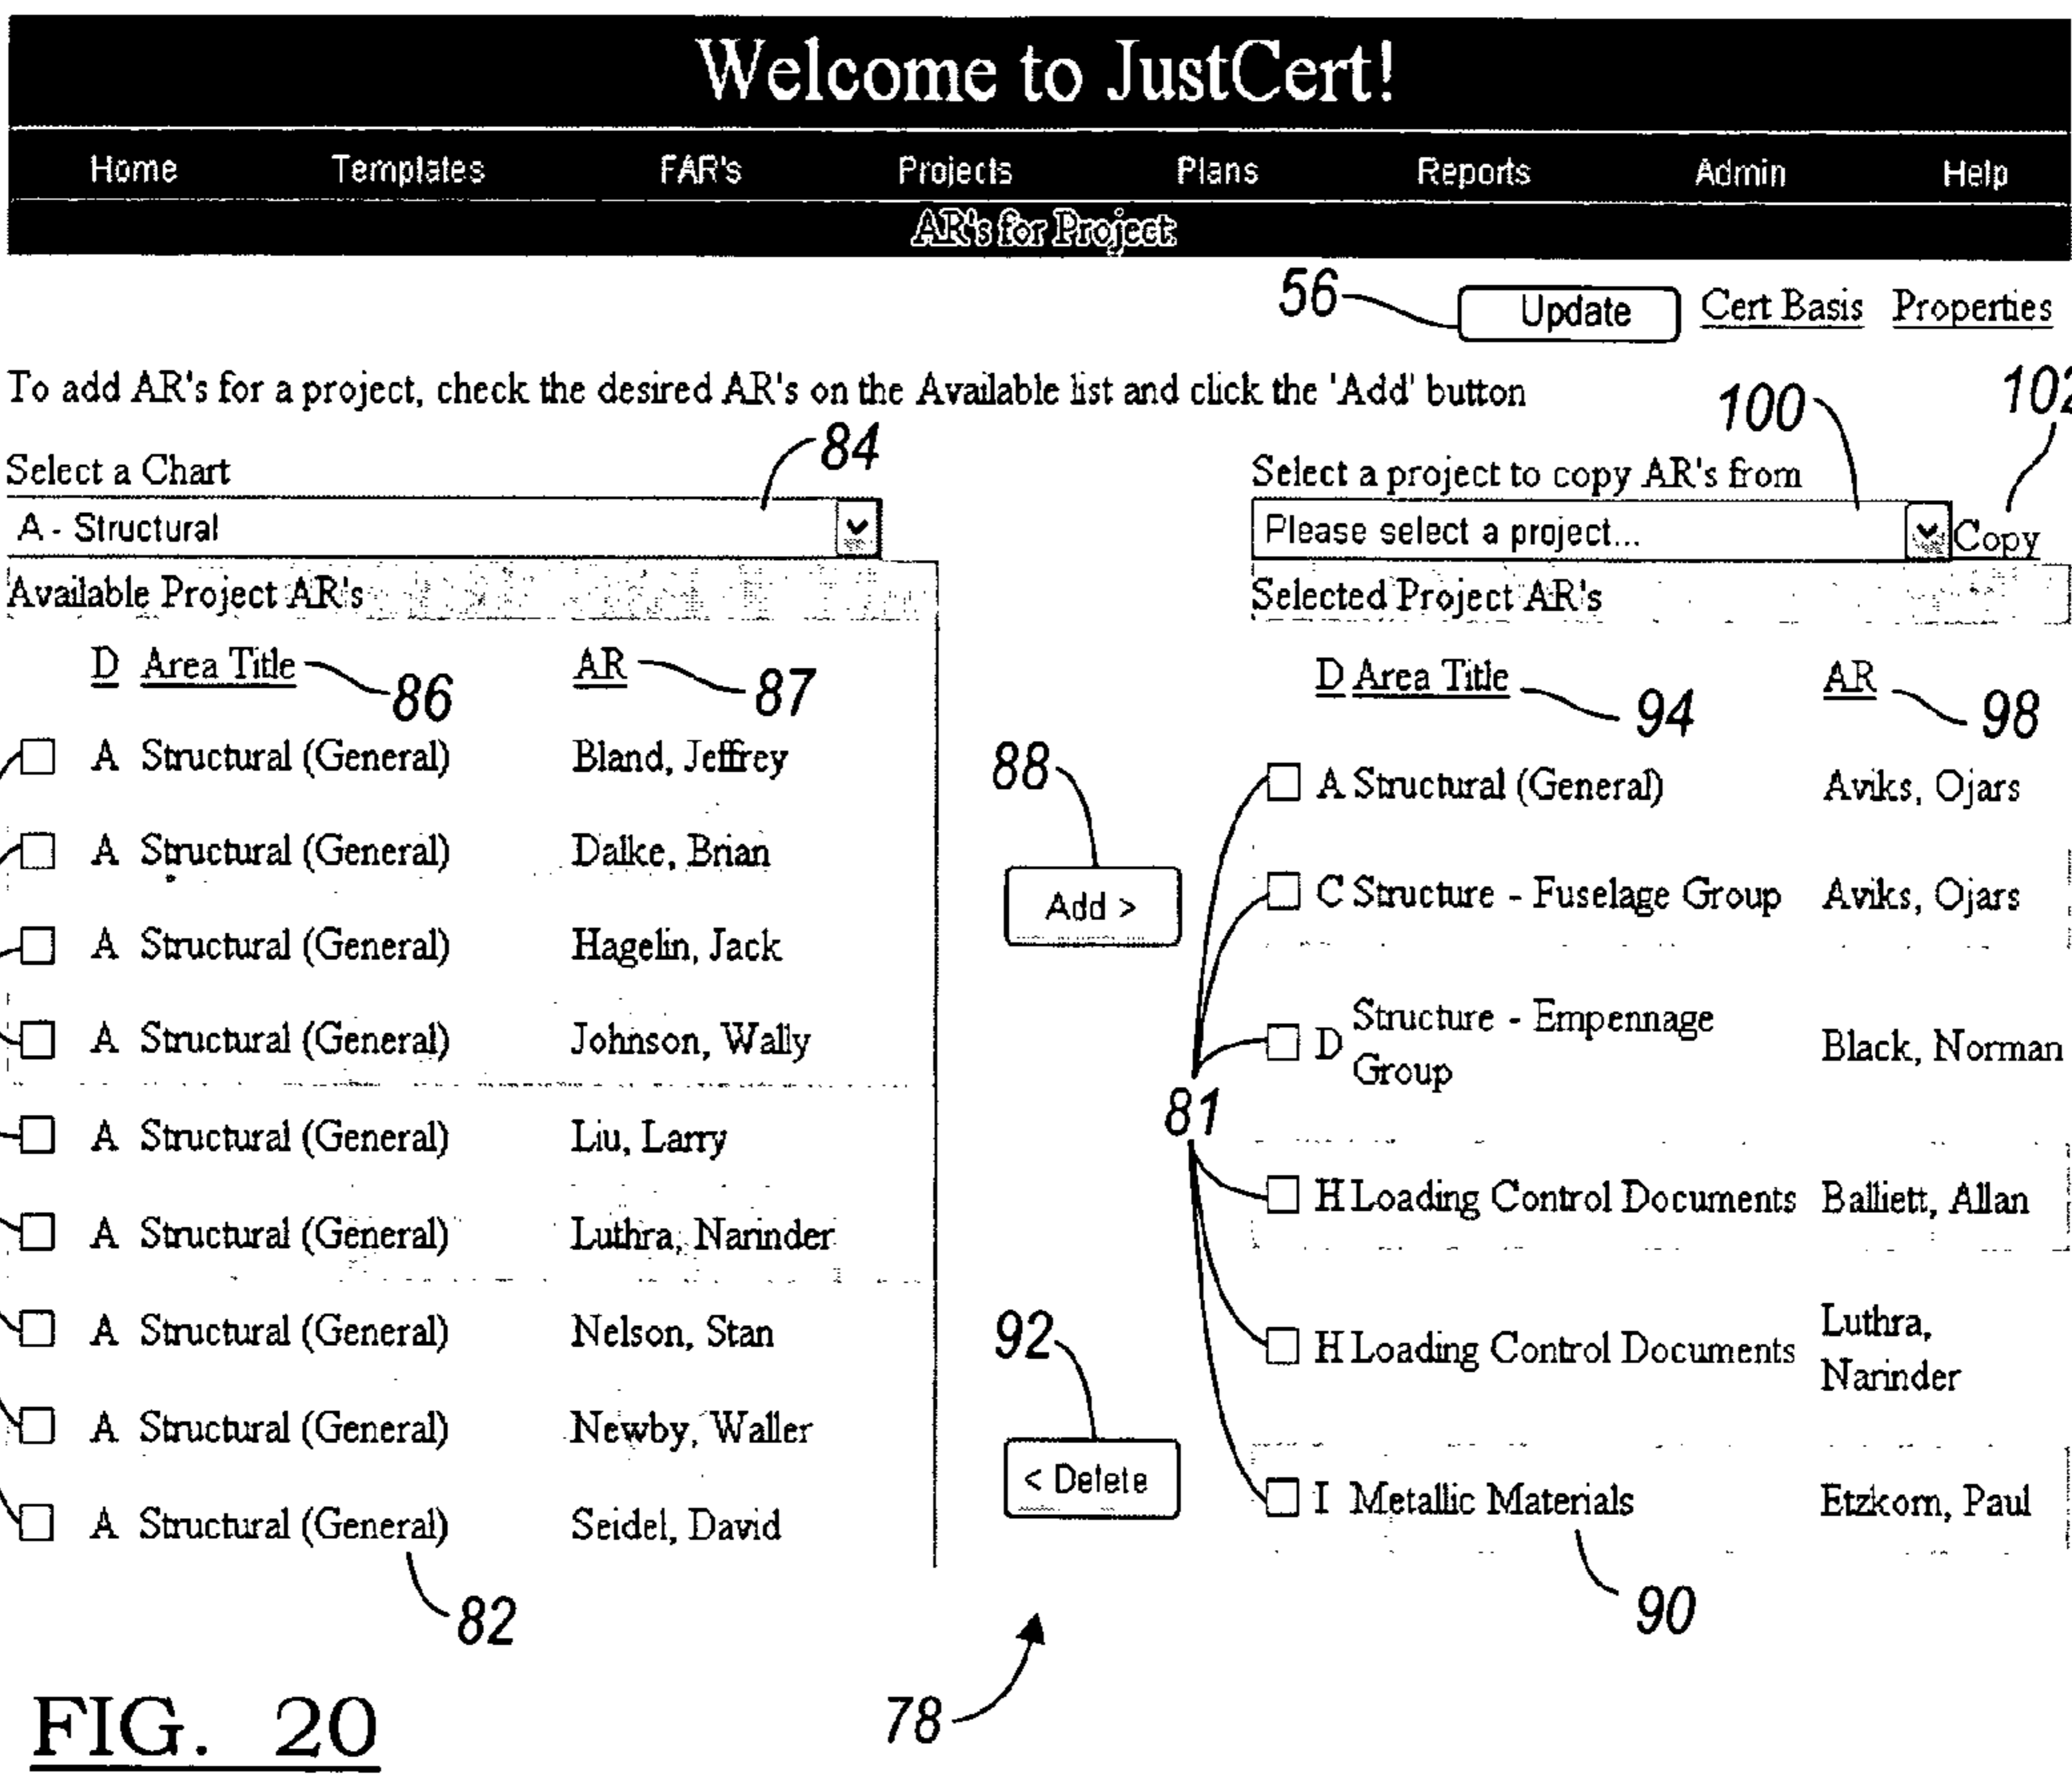 Welcome to JustCert!
Home Templates FAR's Projects Plans Reports Admin Help
AR's for Project
56 Update Cert Basis Properties
To add AR's for a project, check the desired AR's on the Available list and click the 'Add' button
100 102
84
Select a Chart
A - Structural
Available Project AR's
D Area Title 86 AR 87
A Structural (General) Bland, Jeffrey
A Structural (General) Dalke, Brian
A Structural (General) Hagelin, Jack
A Structural (General) Johnson, Wally
A Structural (General) Liu, Larry
A Structural (General) Luthra, Narinder
A Structural (General) Nelson, Stan
A Structural (General) Newby, Waller
A Structural (General) Seidel, David
82
88
Add >
92
< Delete
Select a project to copy AR's from
Please select a project... Copy
Selected Project AR's
D Area Title 94 AR 98
A Structural (General) Aviks, Ojars
C Structure - Fuselage Group Aviks, Ojars
D Structure - Empennage
Group Black, Norman
81
H Loading Control Documents Balliett, Allan
H Loading Control Documents Luthra,
Narinder
I Metallic Materials Etzkorn, Paul
90
78
FIG. 20